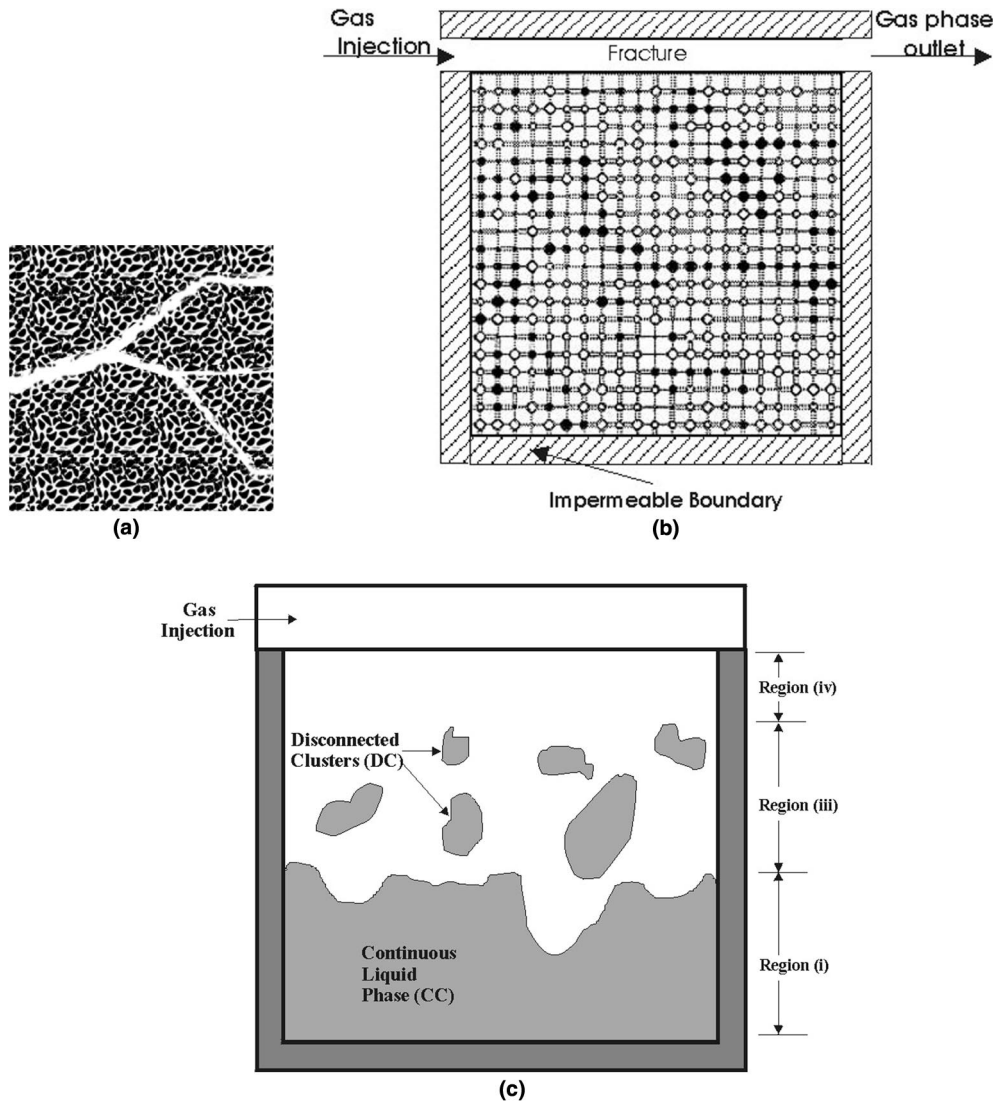 Gas
Injection
Fracture
Gas phase
outlet
Impermeable Boundary
(a)
(b)
Gas
Injection
Disconnected
Clusters (DC)
Continuous
Liquid
Phase (CC)
Region (iv)
Region (iii)
Region (i)
(c)